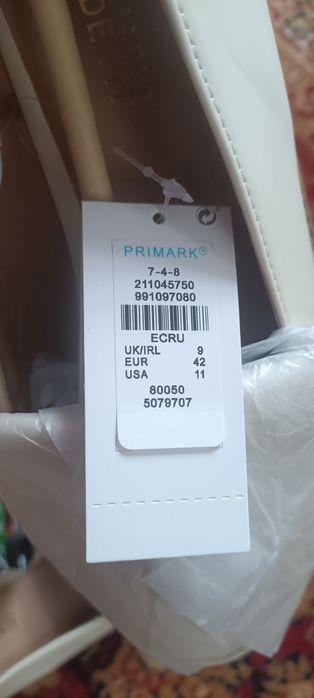 PRIMARK®
7-4-8
211045750
991097080
ECRU
UK/IRL 9
EUR 42
USA 11
80050
5079707